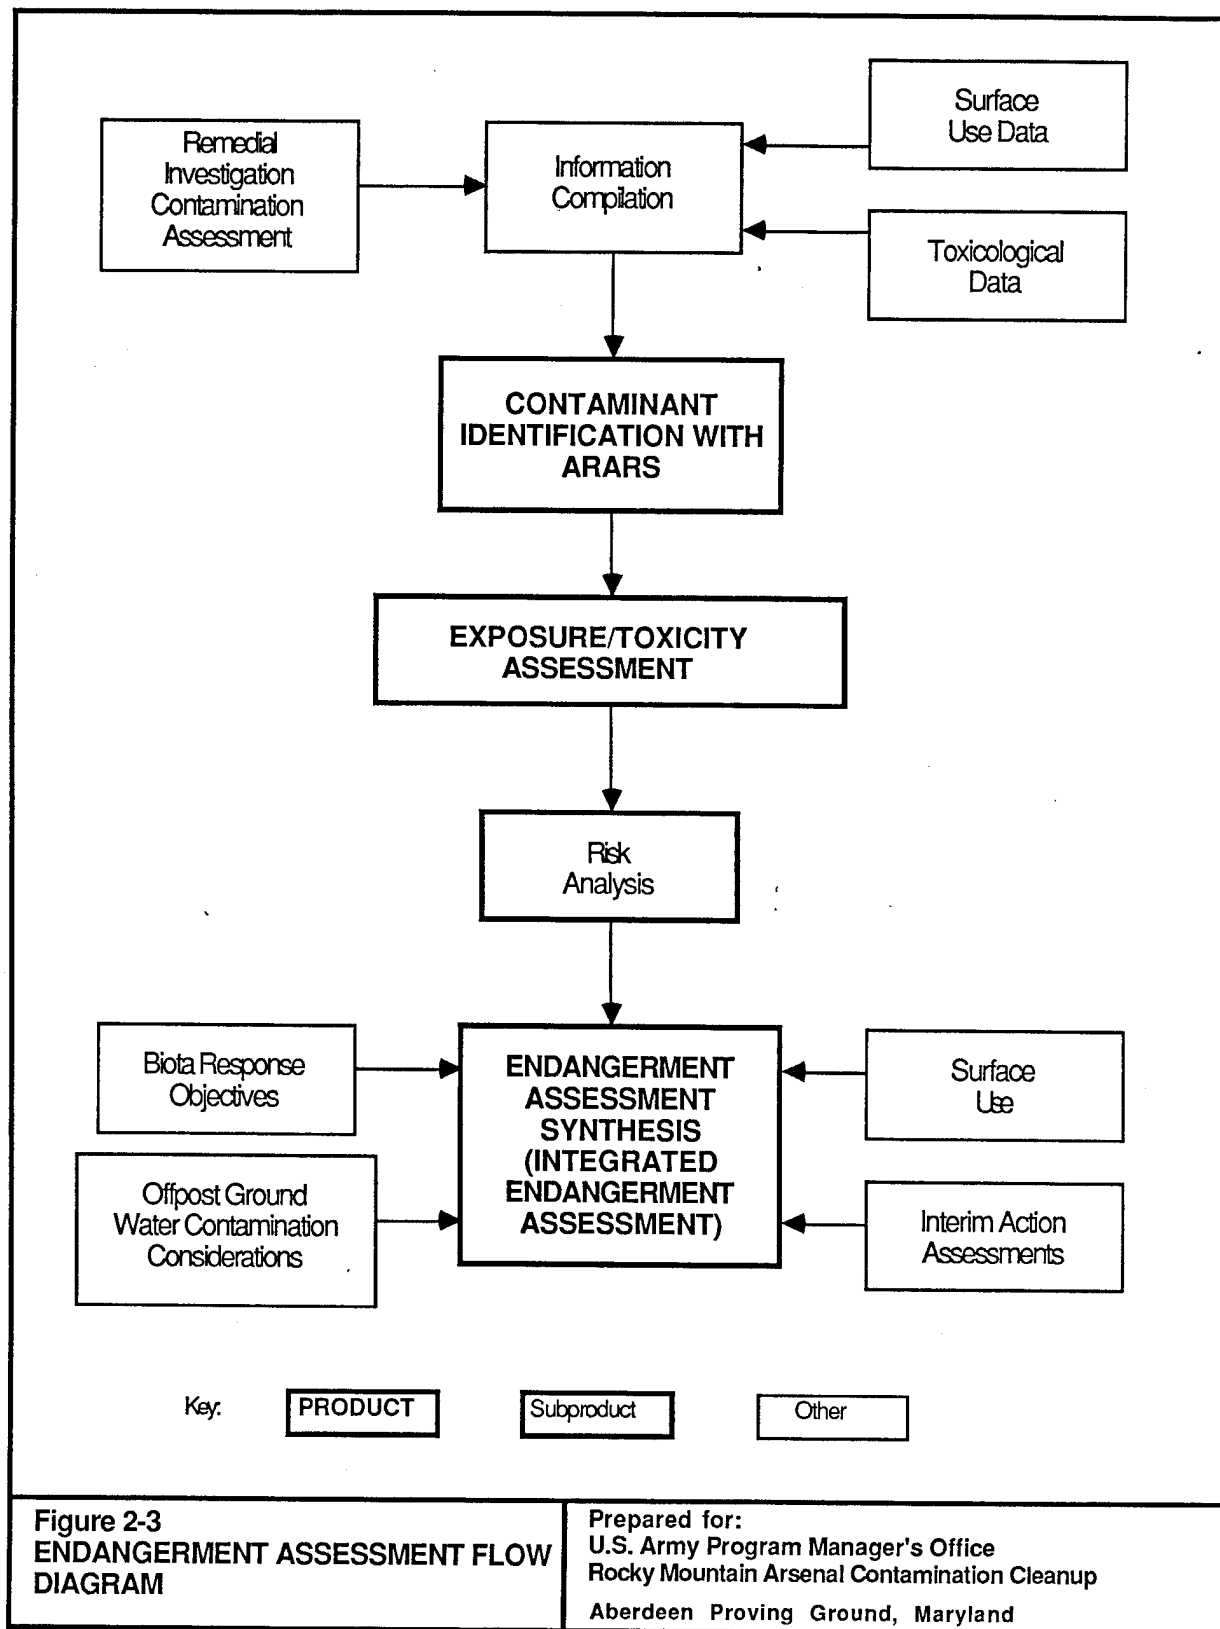 Remedial
Investigation
Contamination
Assessment
Information
Compilation
Surface
Use Data
Toxicological
Data
CONTAMINANT
IDENTIFICATION WITH
ARARS
EXPOSURE/TOXICITY
ASSESSMENT
Risk
Analysis
Biota Response
Objectives
Offpost Ground
Water Contamination
Considerations
ENDANGERMENT
ASSESSMENT
SYNTHESIS
(INTEGRATED
ENDANGERMENT
ASSESSMENT)
Surface
Use
Interim Action
Assessments
Key:
PRODUCT
Subproduct
Other
Figure 2-3
ENDANGERMENT ASSESSMENT FLOW
DIAGRAM
Prepared for:
U.S. Army Program Manager's Office
Rocky Mountain Arsenal Contamination Cleanup
Aberdeen Proving Ground, Maryland